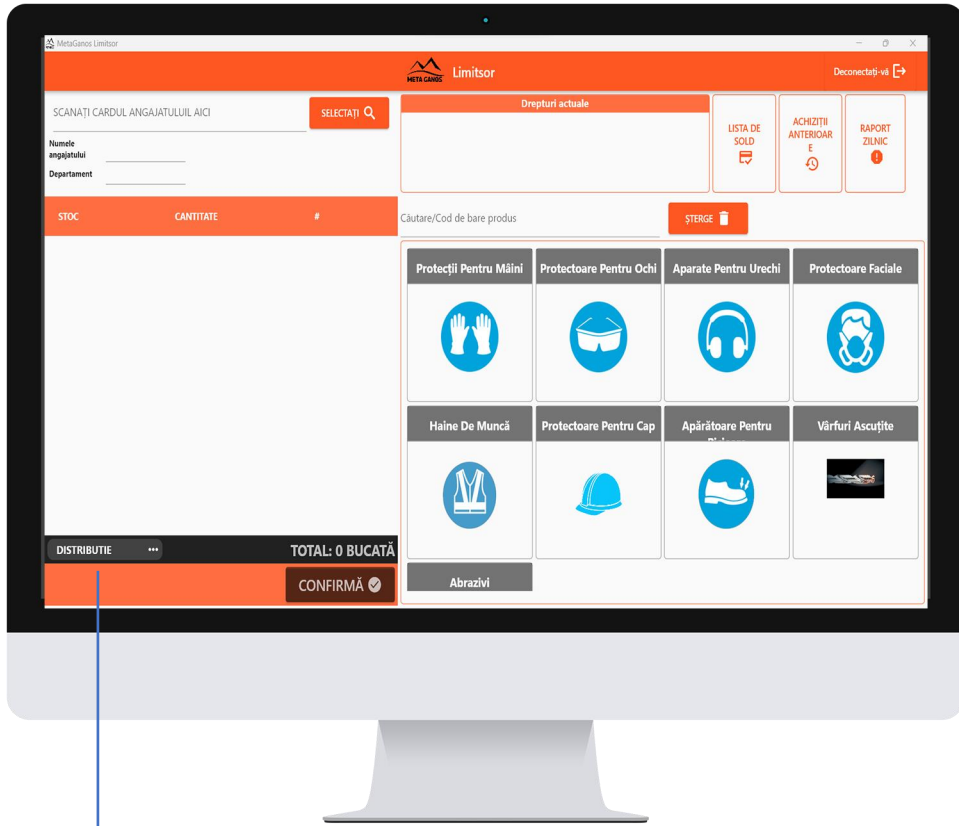 MetaGanos Limitsor
META GANOS
Limitsor
Deconectați-vă
SCANAȚI CARDUL ANGAJATULUIL AICI
SELECTAȚI
Numele
angajatului
Departament
Drepturi actuale
LISTA DE
SOLD
ACHIZIȚII
ANTERIOAR
E
RAPORT
ZILNIC
STOC CANTITATE #
Căutare/Cod de bare produs
ȘTERGE
Protecții Pentru Mâini
Protectoare Pentru Ochi
Aparate Pentru Urechi
Protectoare Faciale
Haine De Muncă
Protectoare Pentru Cap
Apărătoare Pentru
Vârfuri Ascuțite
Abrazivi
DISTRIBUTIE ...
TOTAL: 0 BUCATĂ
CONFIRMĂ